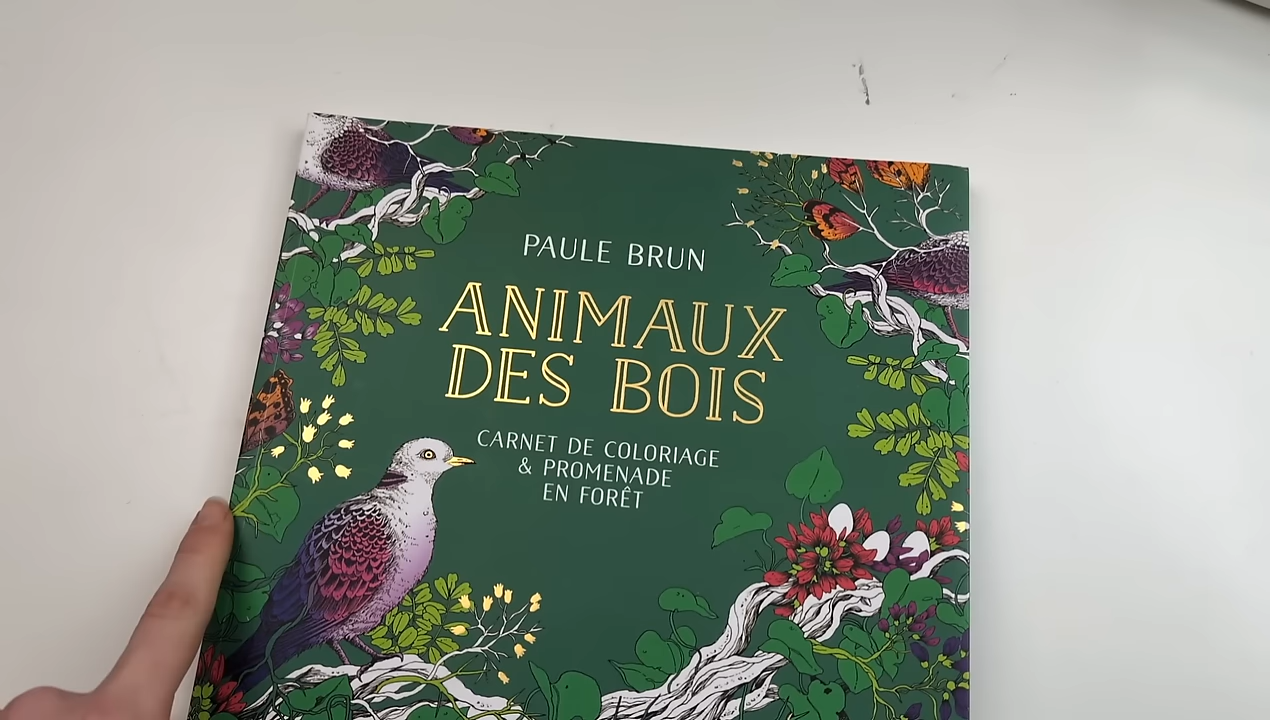 PAULE BRUN
ANIMAUX
DES BOIS
CARNET DE COLORIAGE
& PROMENADE
EN FORÊT